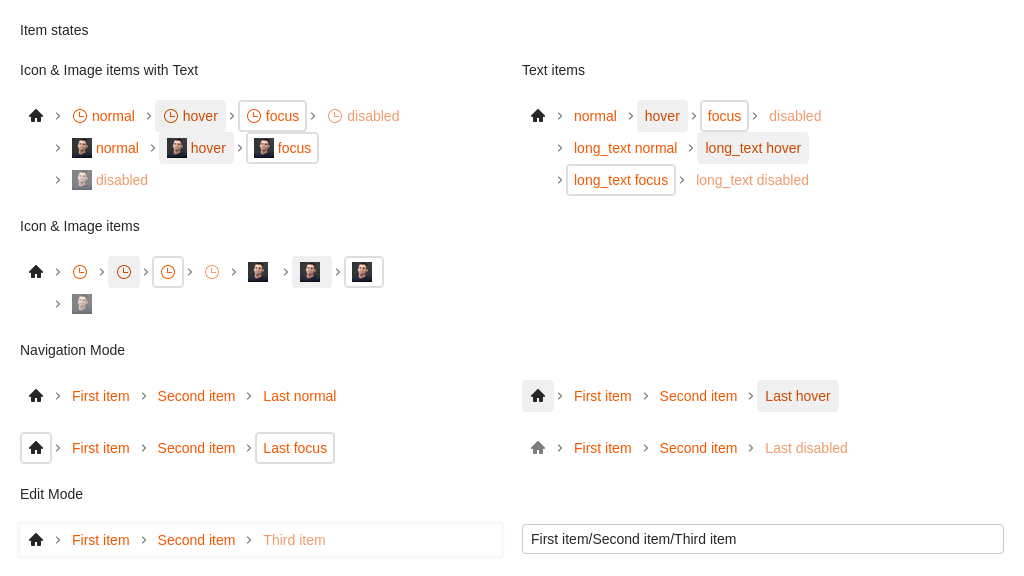 Item states
Icon & Image items with Text
normal hover focus disabled
normal hover focus
disabled
Text items
normal hover focus disabled
long_text normal long_text hover
long_text focus long_text disabled
Icon & Image items
Navigation Mode
First item Second item Last normal
First item Second item Last hover
First item Second item Last focus
First item Second item Last disabled
Edit Mode
First item Second item Third item
First item/Second item/Third item